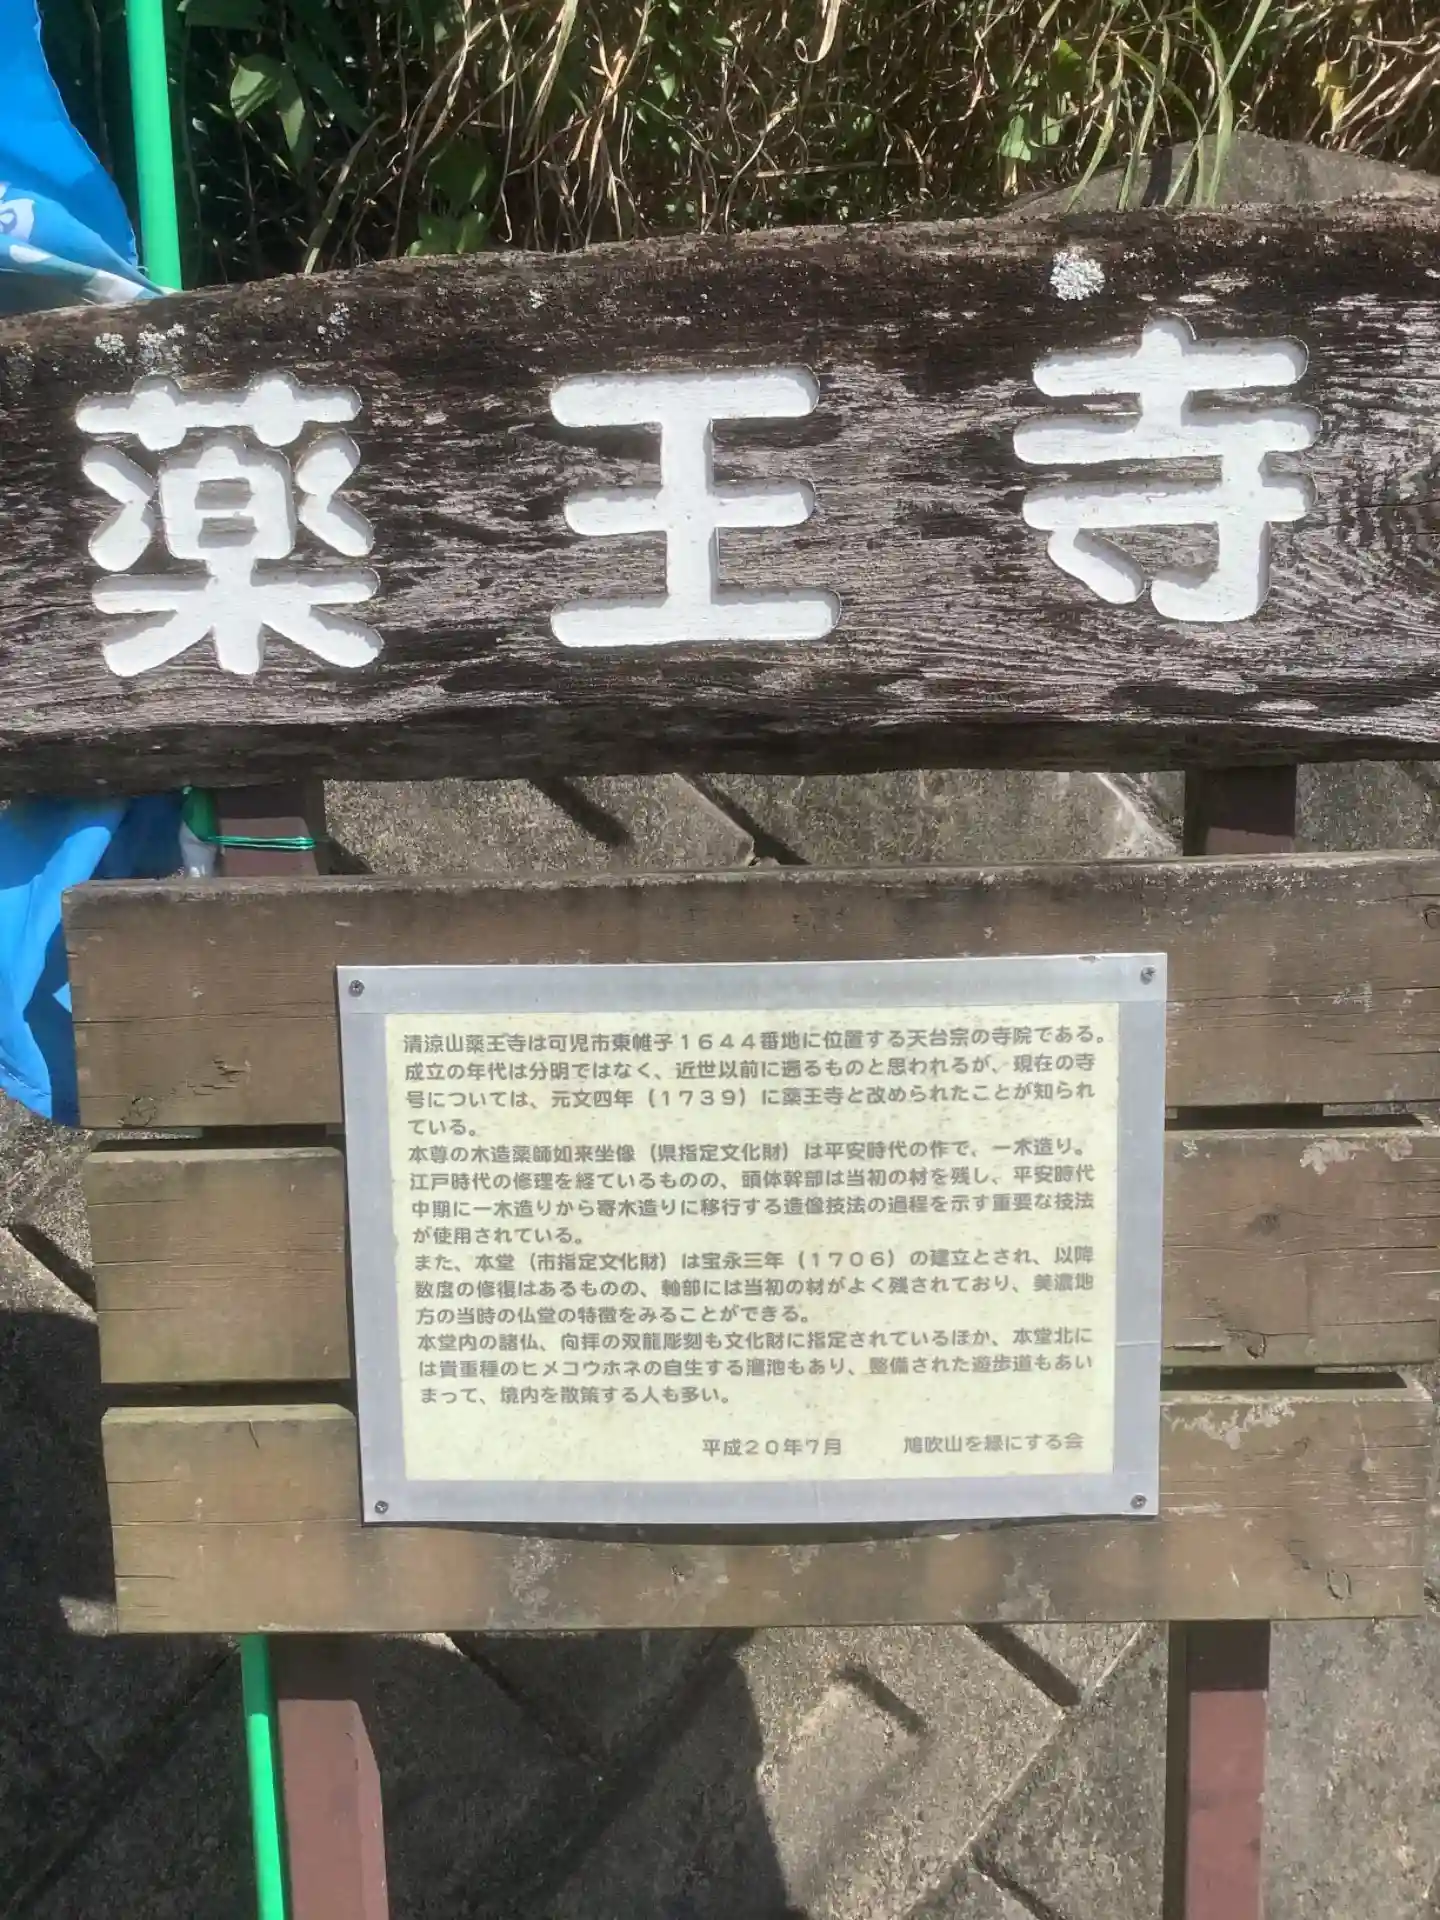 薬王寺
清涼山薬王寺は可児市東帷子１６４４番地に位置する天台宗の寺院である。
成立の年代は分明ではなく、近世以前に遡るものと思われるが、現在の寺
号については、元文四年（１７３９）に薬王寺と改められたことが知られ
ている。
本尊の木造薬師如来坐像（県指定文化財）は平安時代の作で、一木造り。
江戸時代の修理を経ているものの、頭体幹部は当初の材を残し、平安時代
中期に一木造りから寄木造りに移行する造像技法の過程を示す重要な技法
が使用されている。
また、本堂（市指定文化財）は宝永三年（１７０６）の建立とされ、以降
数度の修復はあるものの、軸部には当初の材がよく残されており、美濃地
方の当時の仏堂の特徴をみることができる。
本堂内の諸仏、向拝の双龍彫刻も文化財に指定されているほか、本堂北に
は貴重種のヒメコウホネの自生する溜池もあり、整備された遊歩道もあい
まって、境内を散策する人も多い。
平成２０年７月　　鳩吹山を緑にする会